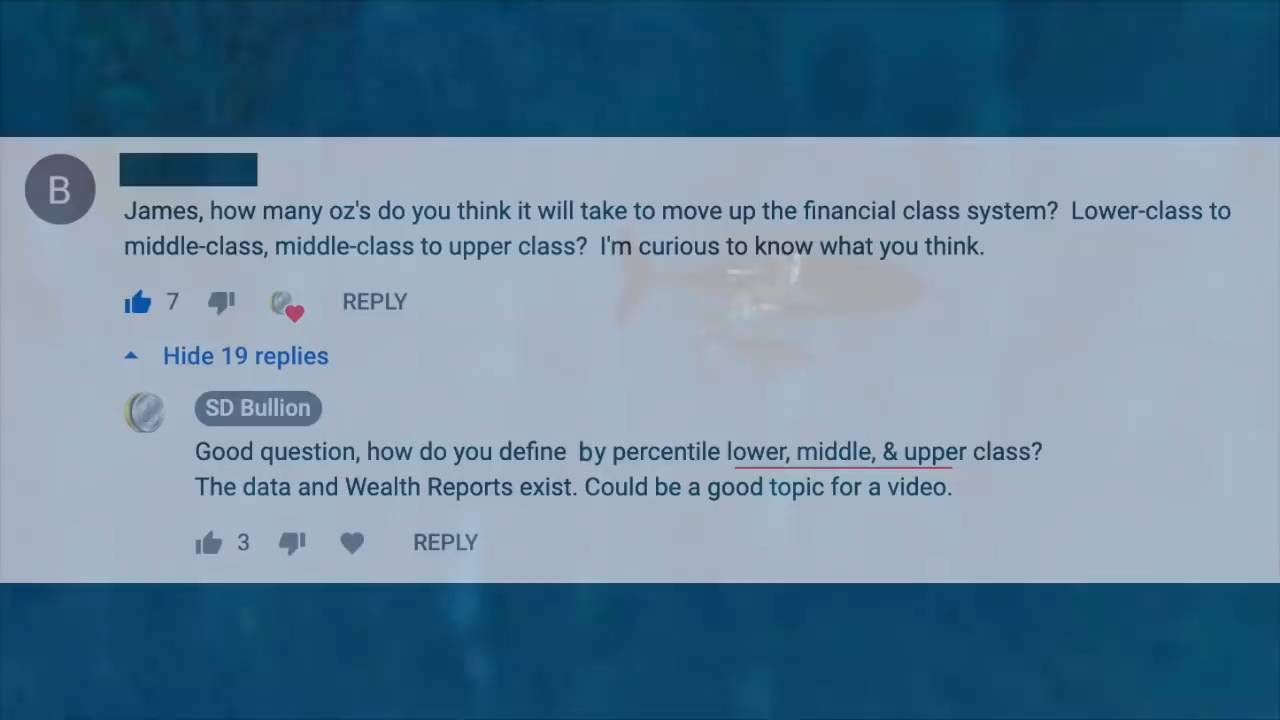 B
James, how many oz's do you think it will take to move up the financial class system?  Lower-class to
middle-class, middle-class to upper class?  I'm curious to know what you think.
7 REPLY
Hide 19 replies
SD Bullion
Good question, how do you define  by percentile lower, middle, & upper class?
The data and Wealth Reports exist. Could be a good topic for a video.
3 REPLY